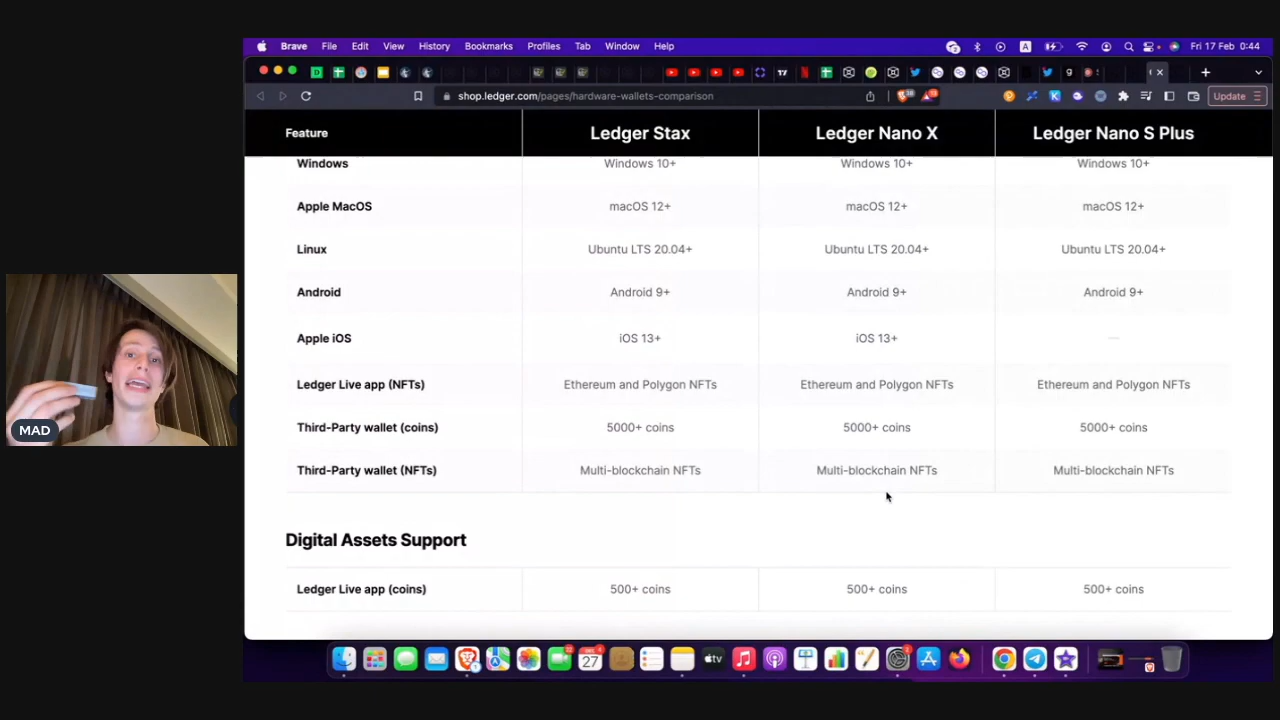 Brave File Edit View History Bookmarks Profiles Tab Window Help
Fri 17 Feb 0:44
shop.ledger.com/pages/hardware-wallets-comparison
Update
Feature Ledger Stax Ledger Nano X Ledger Nano S Plus
Windows Windows 10+ Windows 10+ Windows 10+
Apple MacOS macOS 12+ macOS 12+ macOS 12+
Linux Ubuntu LTS 20.04+ Ubuntu LTS 20.04+ Ubuntu LTS 20.04+
Android Android 9+ Android 9+ Android 9+
Apple iOS iOS 13+ iOS 13+ —
Ledger Live app (NFTs) Ethereum and Polygon NFTs Ethereum and Polygon NFTs Ethereum and Polygon NFTs
Third-Party wallet (coins) 5000+ coins 5000+ coins 5000+ coins
MAD
Third-Party wallet (NFTs) Multi-blockchain NFTs Multi-blockchain NFTs Multi-blockchain NFTs
Digital Assets Support
Ledger Live app (coins) 500+ coins 500+ coins 500+ coins
27
tv